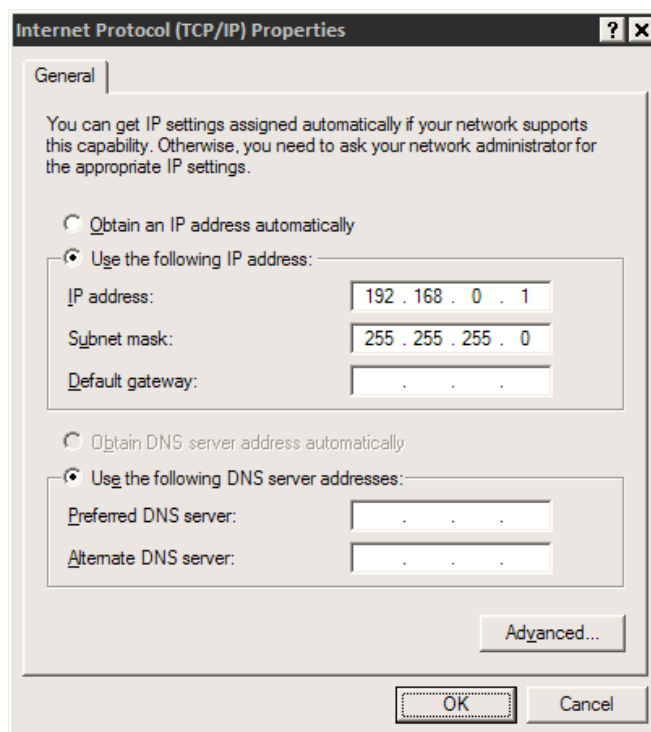 Internet Protocol (TCP/IP) Properties
General
You can get IP settings assigned automatically if your network supports
this capability. Otherwise, you need to ask your network administrator for
the appropriate IP settings.
Obtain an IP address automatically
Use the following IP address:
IP address: 192 . 168 . 0 . 1
Subnet mask: 255 . 255 . 255 . 0
Default gateway: . . .
Obtain DNS server address automatically
Use the following DNS server addresses:
Preferred DNS server: . . .
Alternate DNS server: . . .
Advanced...
OK Cancel